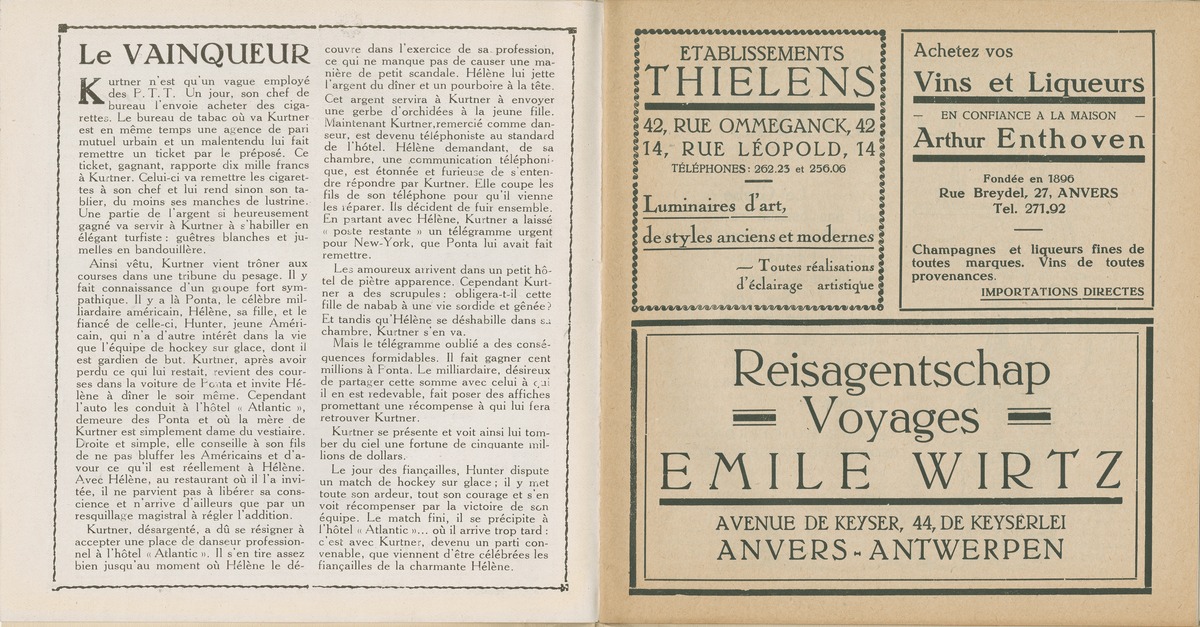 Le VAINQUEUR
Kurtner n'est qu'un vague employé
des P. T. T. Un jour, son chef de
bureau l'envoie acheter des ciga-
rettes. Le bureau de tabac où va Kurtner
est en même temps une agence de pari
mutuel urbain et un malentendu lui fait
remettre un ticket par le préposé. Ce
ticket, gagnant, rapporte dix mille francs
à Kurtner. Celui-ci va remettre les cigaret-
tes à son chef et lui rend sinon son ta-
blier, du moins ses manches de lustrine.
Une partie de l'argent si heureusement
gagné va servir à Kurtner à s'habiller en
élégant turfiste : guêtres blanches et ju-
melles en bandouillère.
Ainsi vêtu, Kurtner vient trôner aux
courses dans une tribune du pesage. Il y
fait connaissance d'un groupe fort sym-
pathique. Il y a là Ponta, le célèbre mil-
liardaire américain, Hélène, sa fille, et le
fiancé de celle-ci, Hunter, jeune Améri-
cain, qui n'a d'autre intérêt dans la vie
que l'équipe de hockey sur glace, dont il
est gardien de but. Kurtner, après avoir
perdu ce qui lui restait, revient des cour-
ses dans la voiture de Ponta et invite Hé-
lène à dîner le soir même. Cependant
l'auto les conduit à l'hôtel « Atlantic »,
demeure des Ponta et où la mère de
Kurtner est simplement dame du vestiaire.
Droite et simple, elle conseille à son fils
de ne pas bluffer les Américains et d'a-
vour ce qu'il est réellement à Hélène.
Avec Hélène, au restaurant où il l'a invi-
tée, il ne parvient pas à libérer sa cons-
cience et n'arrive d'ailleurs que par un
resquillage magistral à régler l'addition.
Kurtner, désargenté, a dû se résigner à
accepter une place de danseur profession-
nel à l'hôtel « Atlantic ». Il s'en tire assez
bien jusqu'au moment où Hélène le dé-
couvre dans l'exercice de sa profession,
ce qui ne manque pas de causer une ma-
nière de petit scandale. Hélène lui jette
l'argent du dîner et un pourboire à la tête.
Cet argent servira à Kurtner à envoyer
une gerbe d'orchidées à la jeune fille.
Maintenant Kurtner,remercié comme dan-
seur, est devenu téléphoniste au standard
de l'hôtel. Hélène demandant, de sa
chambre, une communication téléphoni-
que, est étonnée et furieuse de s'enten-
dre répondre par Kurtner. Elle coupe les
fils de son téléphone pour qu'il vienne
les réparer. Ils décident de fuir ensemble.
En partant avec Hélène, Kurtner a laissé
« poste restante » un télégramme urgent
pour New-York, que Ponta lui avait fait
remettre.
Les amoureux arrivent dans un petit hô-
tel de piètre apparence. Cependant Kurt-
ner a des scrupules : obligera-t-il cette
fille de nabab à une vie sordide et gênée?
Et tandis qu'Hélène se déshabille dans sa
chambre, Kurtner s'en va.
Mais le télégramme oublié a des consé-
quences formidables. Il fait gagner cent
millions à Ponta. Le milliardaire, désireux
de partager cette somme avec celui à qui
il en est redevable, fait poser des affiches
promettant une récompense à qui lui fera
retrouver Kurtner.
Kurtner se présente et voit ainsi lui tom-
ber du ciel une fortune de cinquante mil-
lions de dollars.
Le jour des fiançailles, Hunter dispute
un match de hockey sur glace ; il y met
toute son ardeur, tout son courage et s'en
voit récompenser par la victoire de son
équipe. Le match fini, il se précipite à
l'hôtel « Atlantic »... où il arrive trop tard :
c'est avec Kurtner, devenu un parti con-
venable, que viennent d'être célébrées les
fiançailles de la charmante Hélène.
ETABLISSEMENTS
THIELENS
42, RUE OMMEGANCK, 42
14, RUE LÉOPOLD, 14
TÉLÉPHONES : 262.23 et 256.06
Luminaires d'art,
de styles anciens et modernes
— Toutes réalisations
d'éclairage artistique
Achetez vos
Vins et Liqueurs
— EN CONFIANCE A LA MAISON —
Arthur Enthoven
Fondée en 1896
Rue Breydel, 27, ANVERS
Tel. 271.92
Champagnes et liqueurs fines de
toutes marques. Vins de toutes
provenances.
IMPORTATIONS DIRECTES
Reisagentschap
Voyages
EMILE WIRTZ
AVENUE DE KEYSER, 44, DE KEYSERLEI
ANVERS - ANTWERPEN